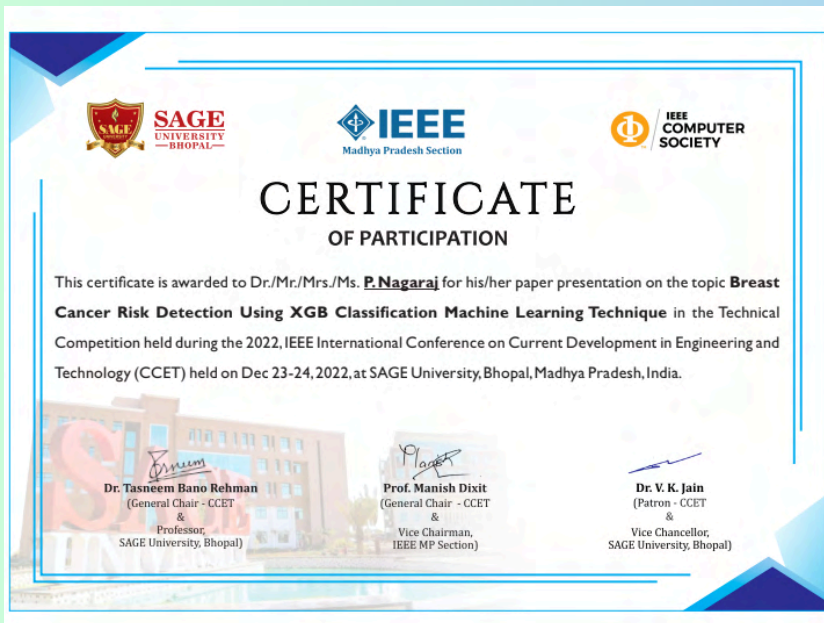 SAGE
UNIVERSITY
SAGE
UNIVERSITY
BHOPAL
IEEE
Madhya Pradesh Section
IEEE
COMPUTER
SOCIETY
CERTIFICATE
OF PARTICIPATION
This certificate is awarded to Dr./Mr./Mrs./Ms. P. Nagaraj for his/her paper presentation on the topic Breast
Cancer Risk Detection Using XGB Classification Machine Learning Technique in the Technical
Competition held during the 2022, IEEE International Conference on Current Development in Engineering and
Technology (CCET) held on Dec 23-24, 2022, at SAGE University, Bhopal, Madhya Pradesh, India.
Dr. Tasneem Bano Rehman
(General Chair - CCET
&
Professor,
SAGE University, Bhopal)
Manish
Prof. Manish Dixit
(General Chair - CCET
&
Vice Chairman,
IEEE MP Section)
Dr. V. K. Jain
(Patron - CCET
&
Vice Chancellor,
SAGE University, Bhopal)
SAGE